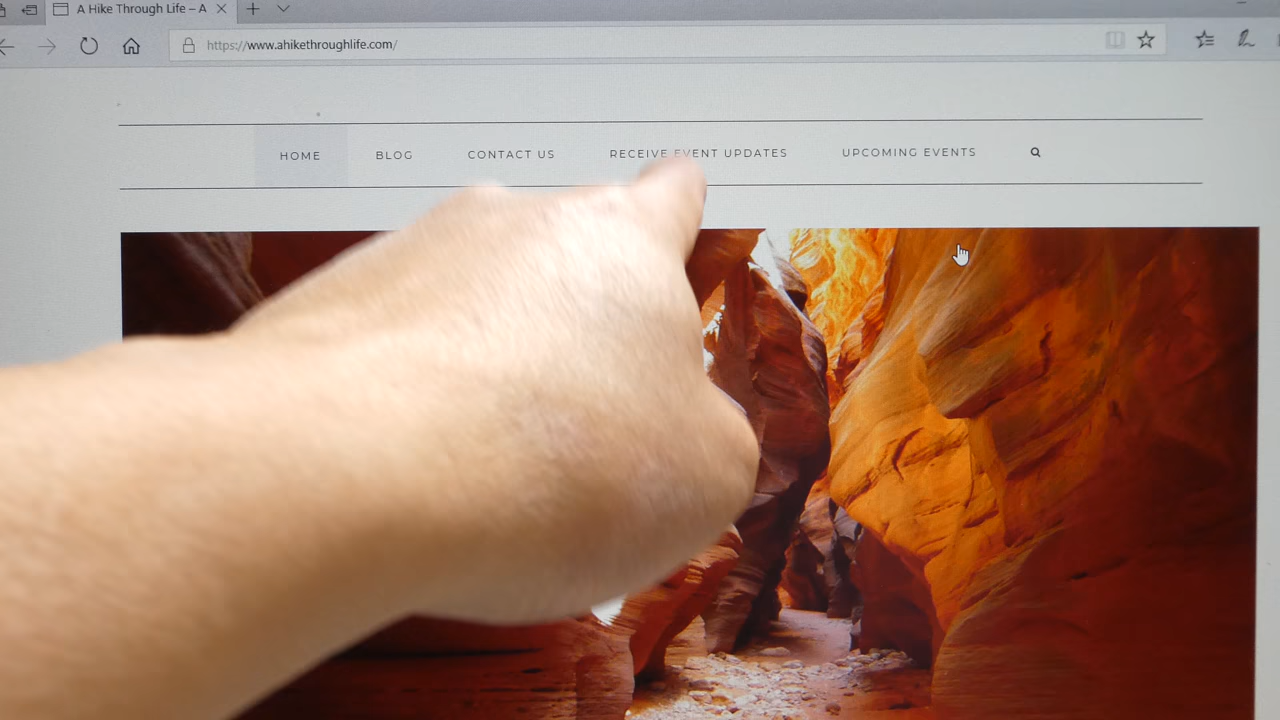 A Hike Through Life – A
https://www.ahikethroughlife.com/
HOME BLOG CONTACT US RECEIVE EVENT UPDATES UPCOMING EVENTS